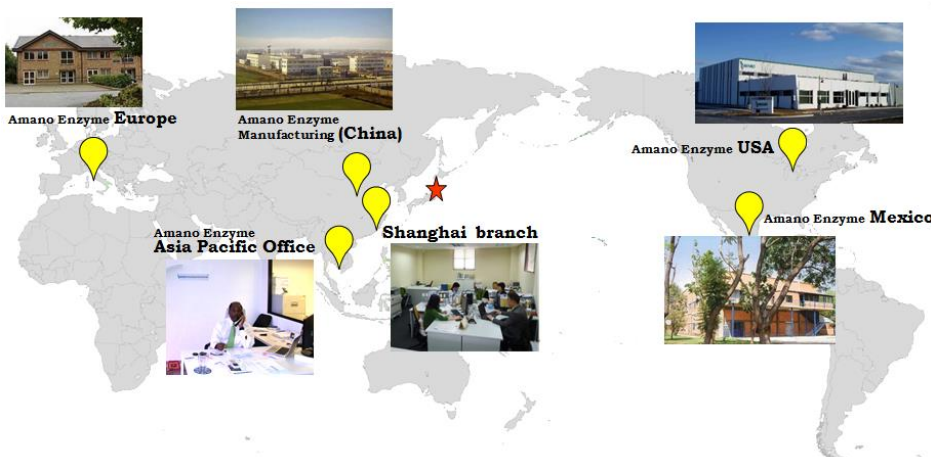 Amano Enzyme Europe
Amano Enzyme
Manufacturing (China)
Amano Enzyme USA
Amano Enzyme Mexico
Amano Enzyme
Asia Pacific Office
Shanghai branch